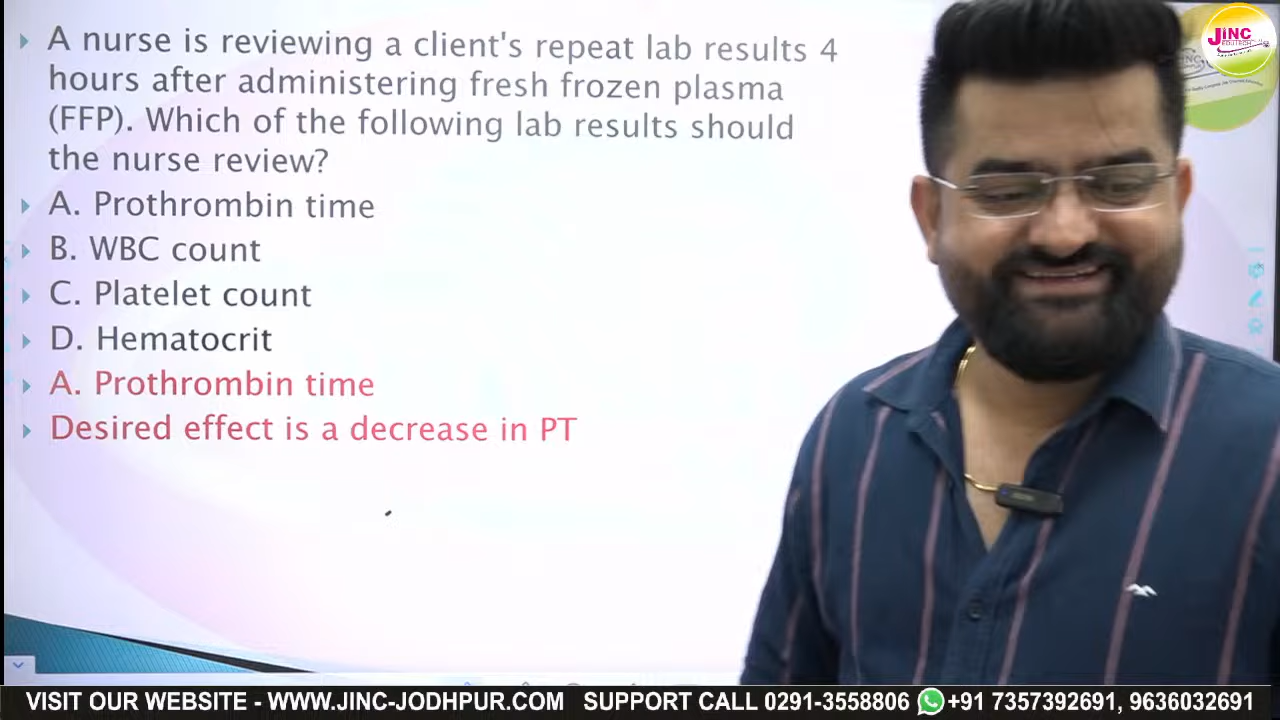 A nurse is reviewing a client's repeat lab results 4
hours after administering fresh frozen plasma
(FFP). Which of the following lab results should
the nurse review?
A. Prothrombin time
B. WBC count
C. Platelet count
D. Hematocrit
A. Prothrombin time
Desired effect is a decrease in PT
JINC
EDUTECH
VISIT OUR WEBSITE - WWW.JINC-JODHPUR.COM SUPPORT CALL 0291-3558806 +91 7357392691, 9636032691